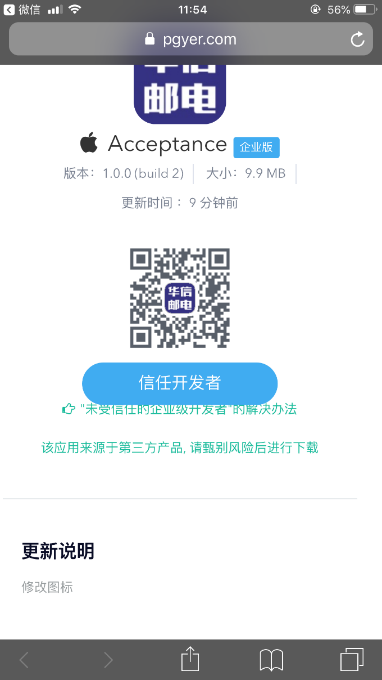 微信
11:54
56%
pgyer.com
华信
邮电
Acceptance 企业版
版本：1.0.0 (build 2) 大小：9.9 MB
更新时间：9 分钟前
华信
邮电
信任开发者
"未受信任的企业级开发者"的解决办法
该应用来源于第三方产品, 请甄别风险后进行下载
更新说明
修改图标